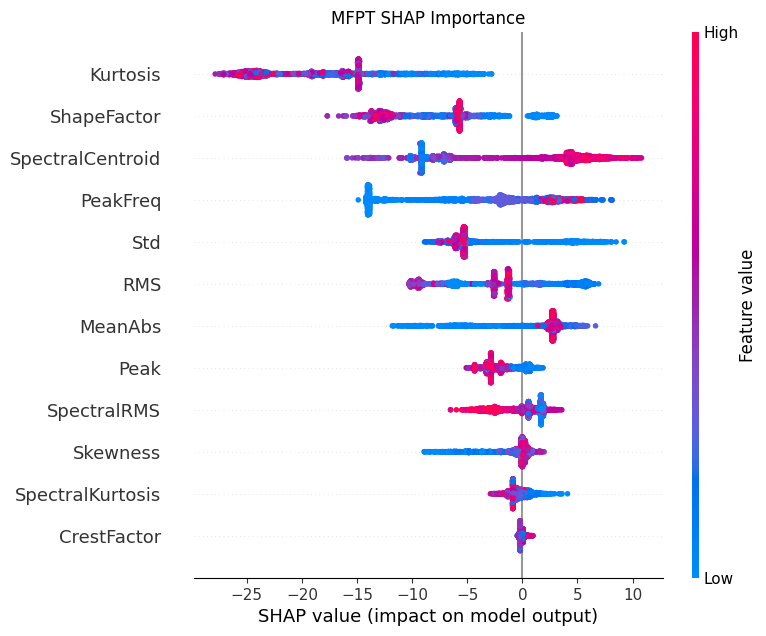 MFPT SHAP Importance
High
Kurtosis
ShapeFactor
SpectralCentroid
PeakFreq
Std
RMS
MeanAbs
Peak
SpectralRMS
Skewness
SpectralKurtosis
CrestFactor
Feature value
Low
−25 −20 −15 −10 −5 0 5 10
SHAP value (impact on model output)